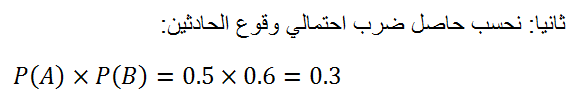 ثانيا: نحسب حاصل ضرب احتمالي وقوع الحادثين:
P(A) × P(B) = 0.5 × 0.6 = 0.3